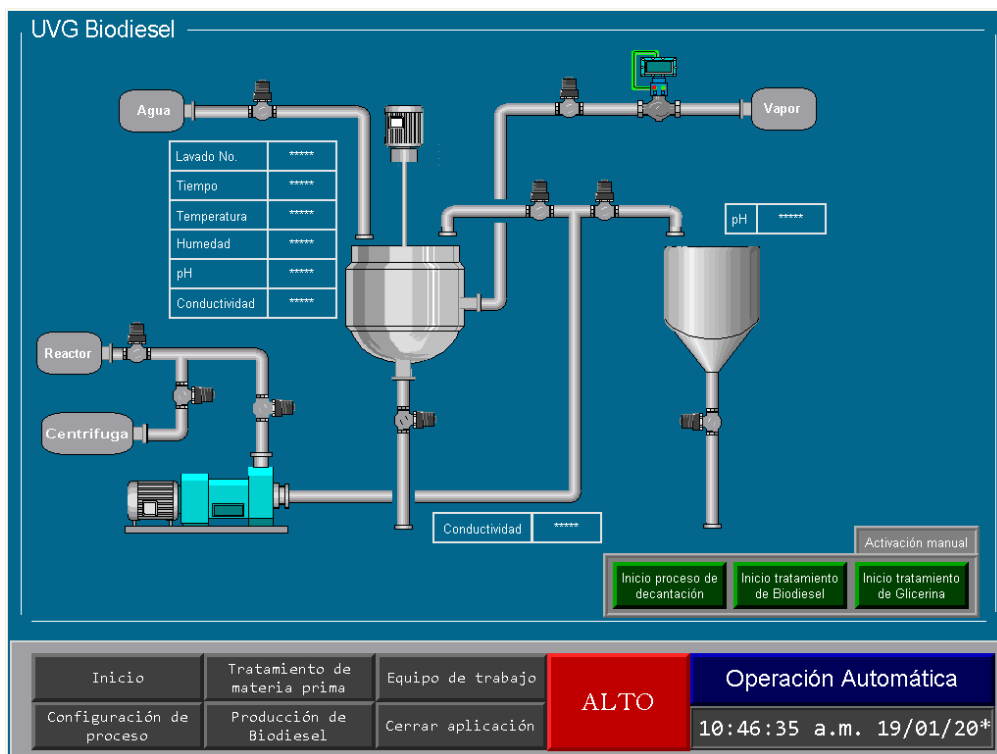 UVG Biodiesel
Agua
Vapor
Lavado No. *****
Tiempo *****
Temperatura *****
Humedad *****
pH *****
Conductividad *****
pH *****
Reactor
Centrifuga
Conductividad *****
Activación manual
Inicio proceso de
decantación
Inicio tratamiento
de Biodiesel
Inicio tratamiento
de Glicerina
Inicio
Tratamiento de
materia prima
Equipo de trabajo
Configuración de
proceso
Producción de
Biodiesel
Cerrar aplicación
ALTO
Operación Automática
10:46:35 a.m. 19/01/20*